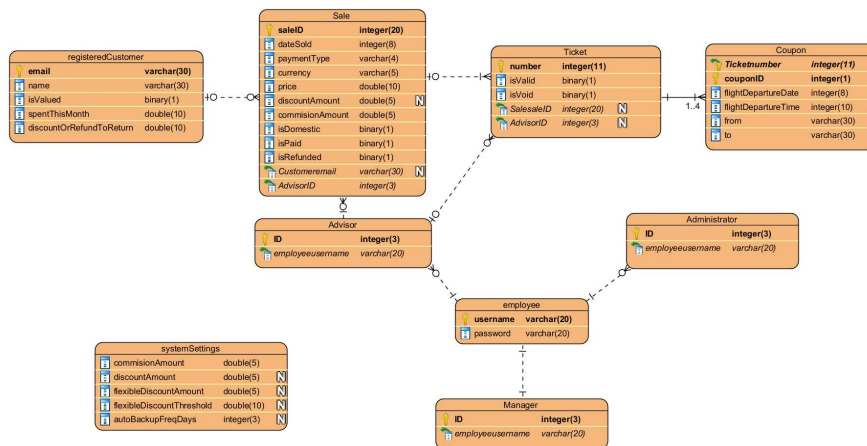 Sale
saleID integer(20)
dateSold integer(8)
paymentType varchar(4)
currency varchar(5)
price double(10)
discountAmount double(5) N
commisionAmount double(5)
isDomestic binary(1)
isPaid binary(1)
isRefunded binary(1)
Customeremail varchar(30) N
AdvisorID integer(3)
registeredCustomer
email varchar(30)
name varchar(30)
isValued binary(1)
spentThisMonth double(10)
discountOrRefundToReturn double(10)
Ticket
number integer(11)
isValid binary(1)
isVoid binary(1)
SalesaleID integer(20) N
AdvisorID integer(3) N
1..4
Coupon
Ticketnumber integer(11)
couponID integer(1)
flightDepartureDate integer(8)
flightDepartureTime integer(10)
from varchar(30)
to varchar(30)
Advisor
ID integer(3)
employeeusername varchar(20)
Administrator
ID integer(3)
employeeusername varchar(20)
employee
username varchar(20)
password varchar(20)
systemSettings
commisionAmount double(5)
discountAmount double(5) N
flexibleDiscountAmount double(5) N
flexibleDiscountThreshold double(10) N
autoBackupFreqDays integer(3) N
Manager
ID integer(3)
employeeusername varchar(20)